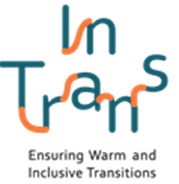 In
Trans
Ensuring Warm and
Inclusive Transitions